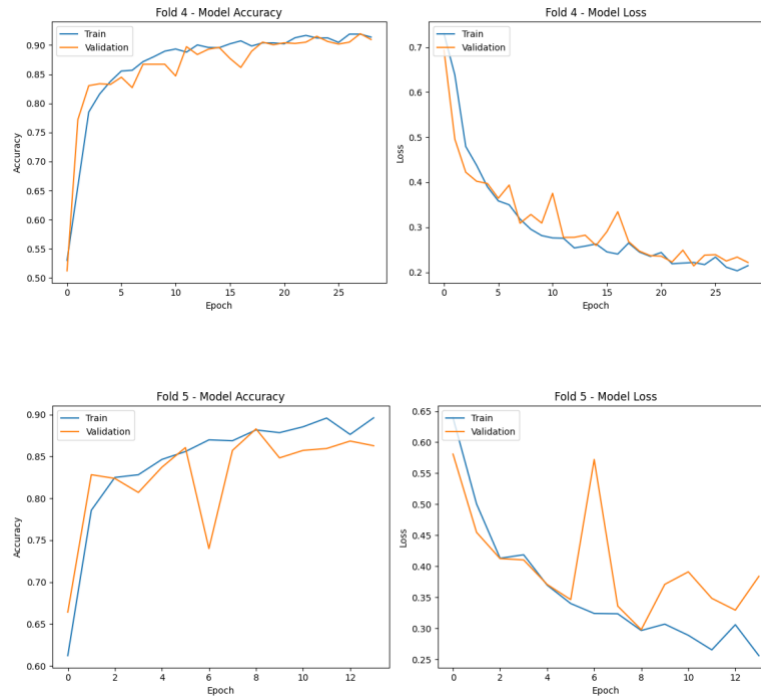 Fold 4 - Model Accuracy
Train
Validation
0.90
0.85
0.80
0.75
0.70
0.65
0.60
0.55
0.50
Accuracy
0
5
10
15
20
25
Epoch
Fold 4 - Model Loss
Train
Validation
0.7
0.6
0.5
0.4
0.3
0.2
Loss
0
5
10
15
20
25
Epoch
Fold 5 - Model Accuracy
Train
Validation
0.90
0.85
0.80
0.75
0.70
0.65
0.60
Accuracy
0
2
4
6
8
10
12
Epoch
Fold 5 - Model Loss
Train
Validation
0.65
0.60
0.55
0.50
0.45
0.40
0.35
0.30
0.25
Loss
0
2
4
6
8
10
12
Epoch